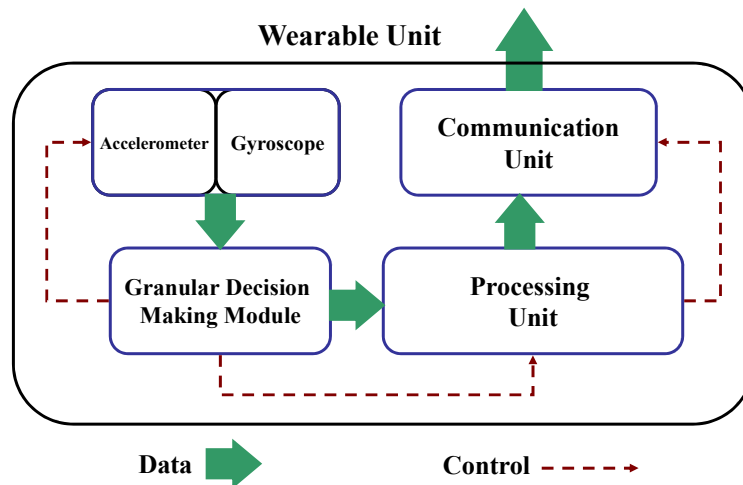 Wearable Unit
Accelerometer
Gyroscope
Communication
Unit
Granular Decision
Making Module
Processing
Unit
Data
Control